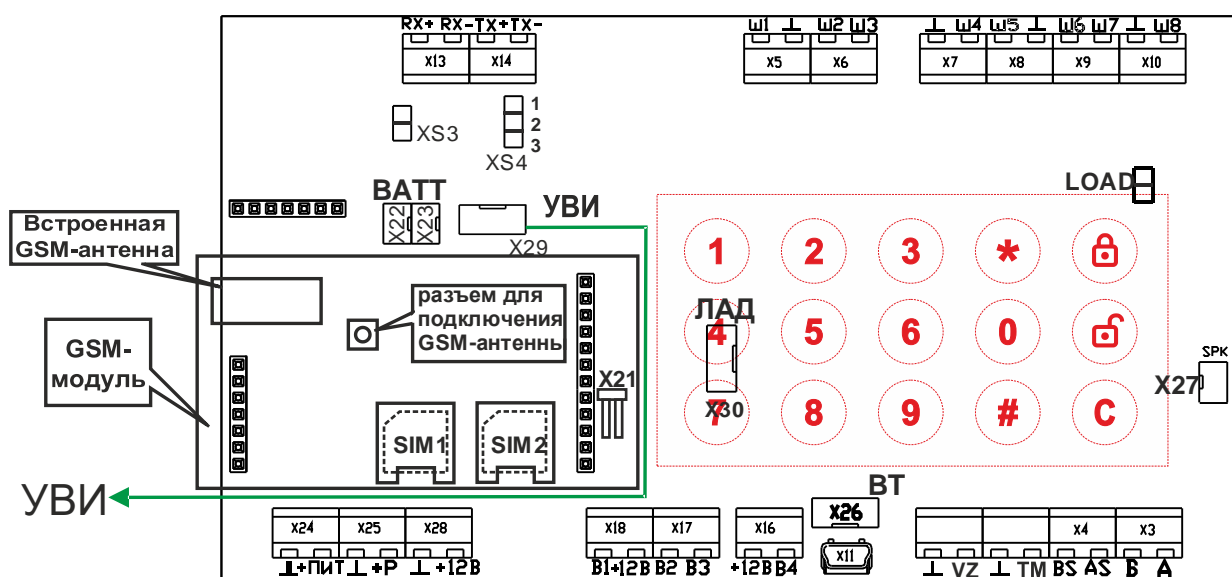 RX+ RX- TX+ TX-
Ш1 ⊥ Ш2 Ш3
⊥ Ш4 Ш5 ⊥ Ш6 Ш7 ⊥ Ш8
X13 X14
X5 X6
X7 X8 X9 X10
1
XS3
2
3
XS4
BATT
LOAD
X22 X23
УВИ
X29
Встроенная
GSM-антенна
1 2 3 *
разъем для
подключения
GSM-антенны
ЛАД
4 5 6 0
GSM-
модуль
SPK
X21
X27
X30
7 8 9 # C
SIM1 SIM2
УВИ
BT
X26
X24 X25 X28
X18 X17
X16
X11
X4 X3
⊥ +ПИТ ⊥ +Р ⊥ +12В
В1 +12В В2 В3
+12В В4
⊥ VZ ⊥ TM BS AS B A